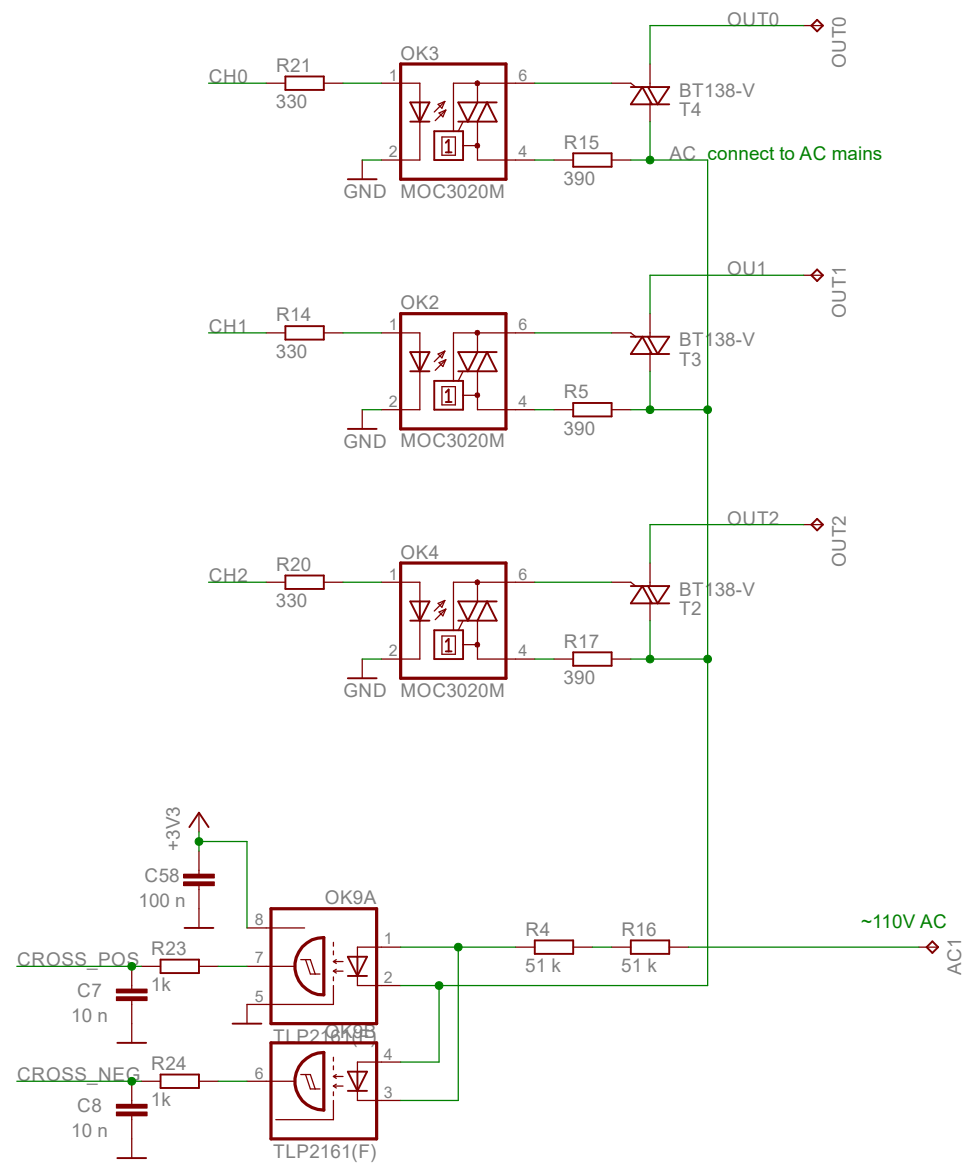 OUT0
OUT0
OK3
CH0
R21
330
1
6
BT138-V
T4
1
R15
390
AC
connect to AC mains
2
4
GND
MOC3020M
OU1
OUT1
OK2
CH1
R14
330
1
6
BT138-V
T3
1
R5
390
2
4
GND
MOC3020M
OUT2
OUT2
OK4
CH2
R20
330
1
6
BT138-V
T2
1
R17
390
2
4
GND
MOC3020M
+3V3
C58
100 n
OK9A
~110V AC
8
1
R4
51 k
R16
51 k
AC1
CROSS_POS
R23
1k
7
2
C7
10 n
5
TLP2161(F)
OK9B
4
CROSS_NEG
R24
1k
6
3
C8
10 n
TLP2161(F)